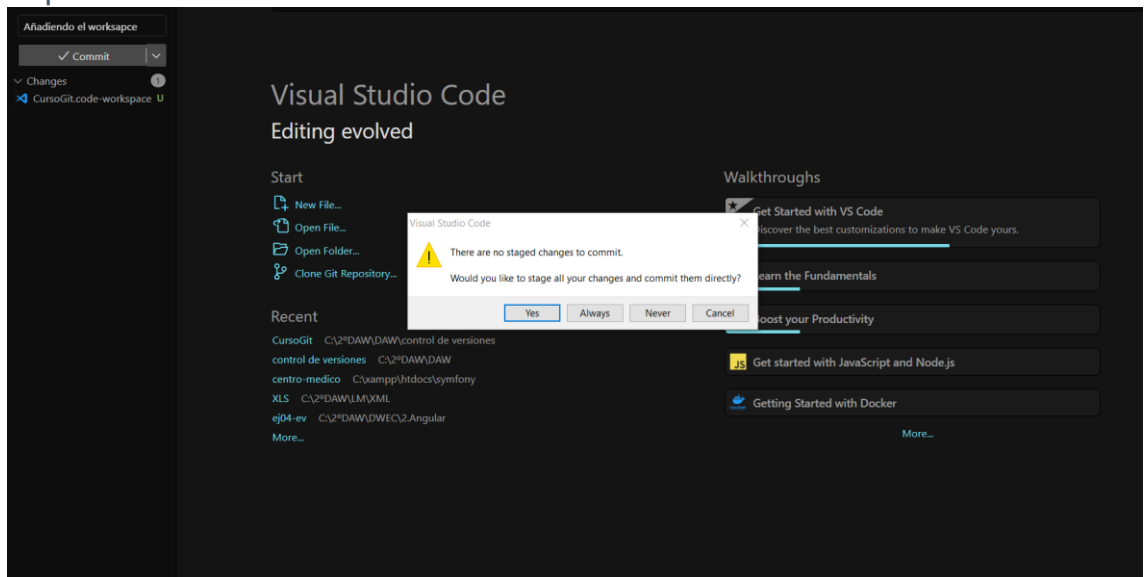 Añadiendo el worksapce
Commit
Changes 1
CursoGit.code-workspace U
Visual Studio Code
Editing evolved
Start
New File...
Open File...
Open Folder...
Clone Git Repository...
Recent
CursoGit C:\2ºDAW\DAW\control de versiones
control de versiones C:\2ºDAW\DAW
centro-medico C:\xampp\htdocs\symfony
XLS C:\2ºDAW\LM\XML
ej04-ev C:\2ºDAW\DWEC\2.Angular
More...
Visual Studio Code
There are no staged changes to commit.
Would you like to stage all your changes and commit them directly?
Yes Always Never Cancel
Walkthroughs
Get Started with VS Code
Discover the best customizations to make VS Code yours.
Learn the Fundamentals
Boost your Productivity
JS Get started with JavaScript and Node.js
Getting Started with Docker
More...